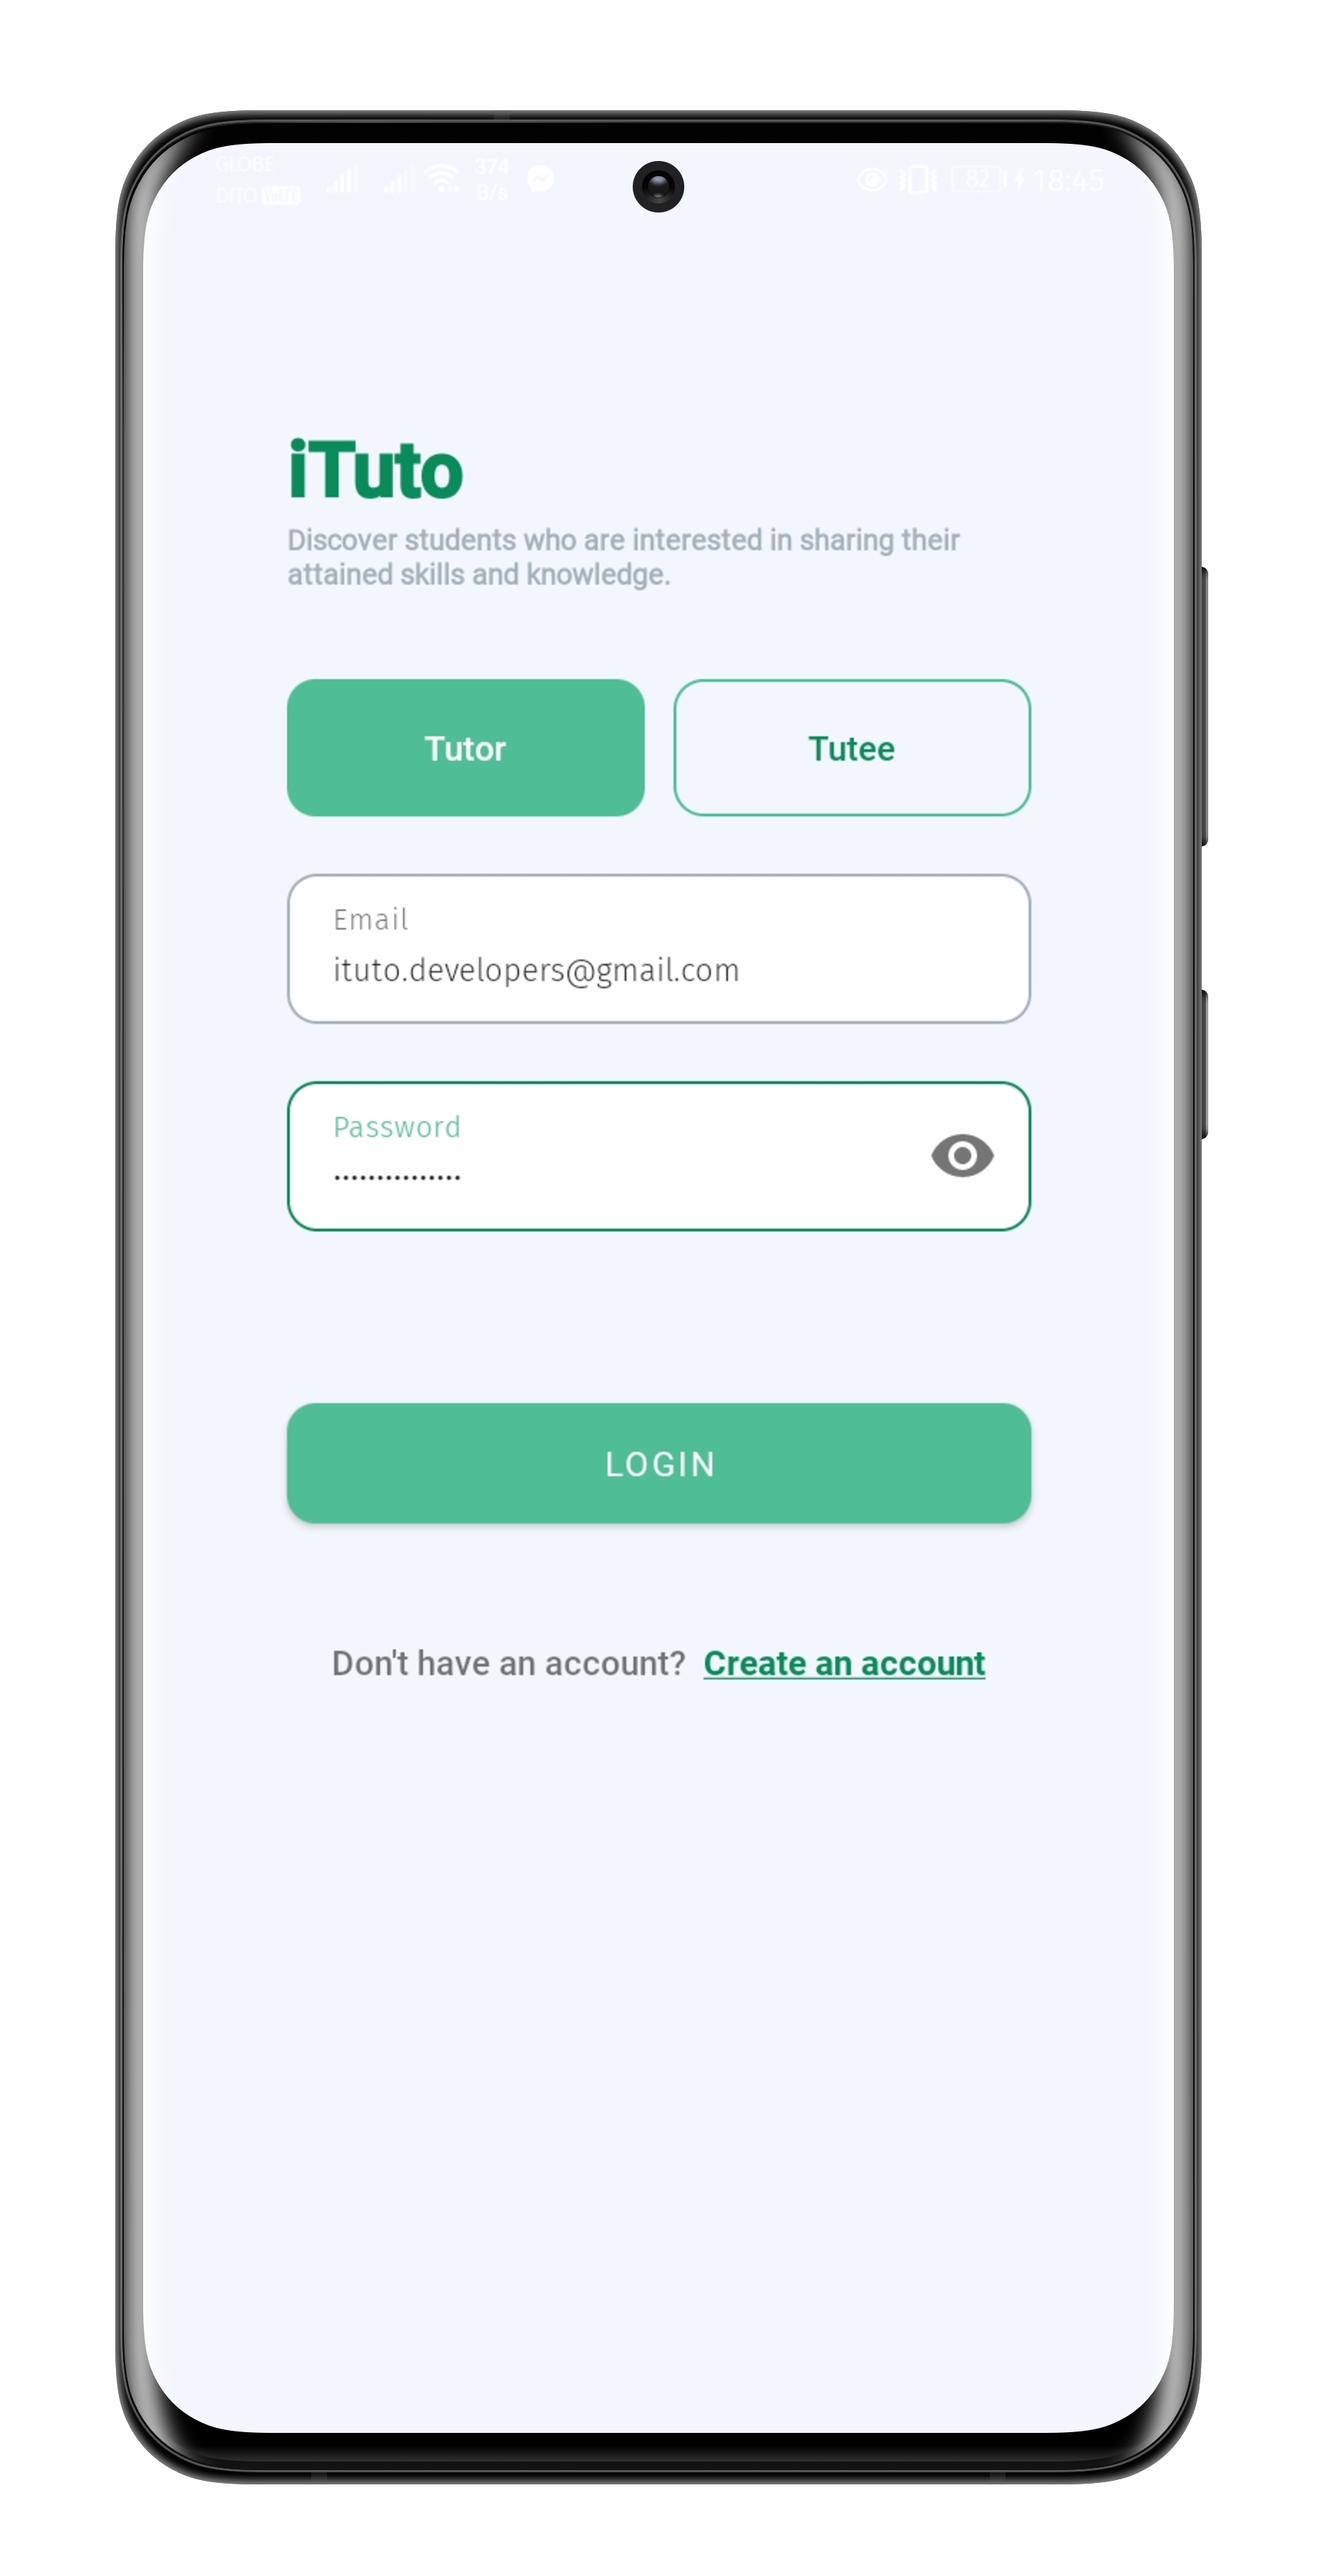 GLOBE
DITO VoLTE
374
B/s
82
18:45
iTuto
Discover students who are interested in sharing their
attained skills and knowledge.
Tutor
Tutee
Email
ituto.developers@gmail.com
Password
•••••••••••••••
LOGIN
Don't have an account? Create an account